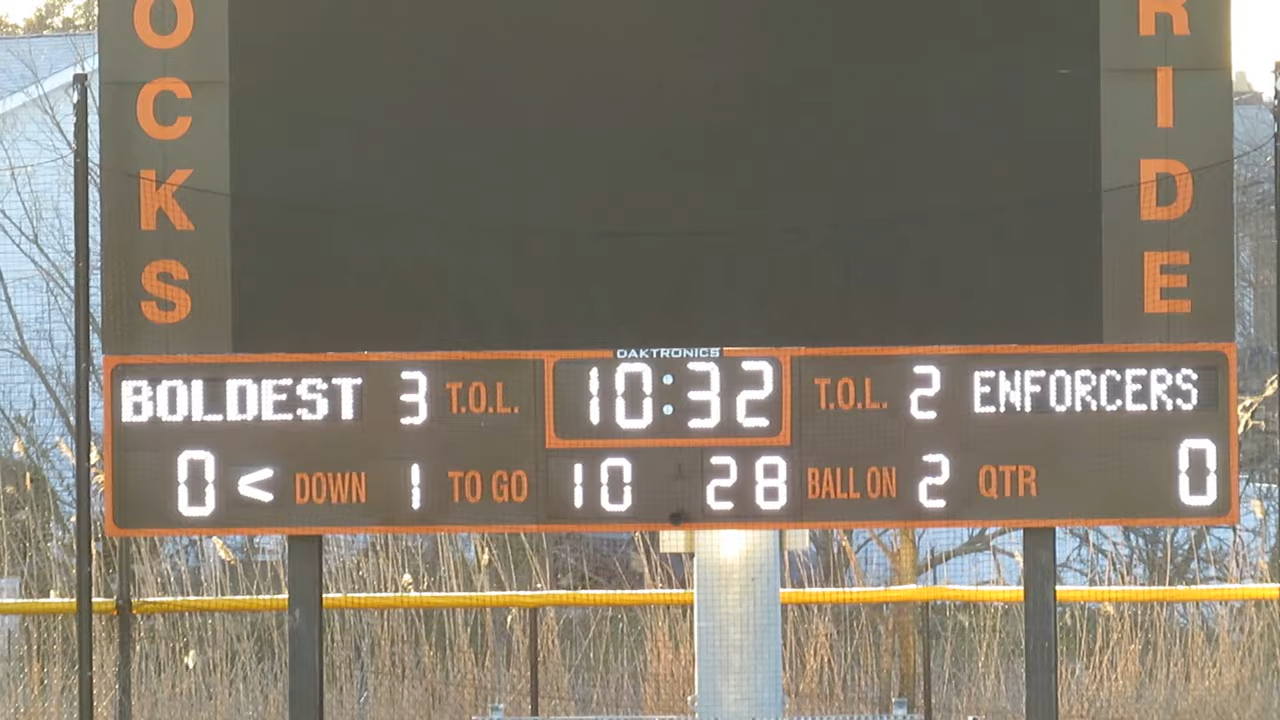 OCKS
RIDE
DAKTRONICS
BOLDEST 3 T.O.L. 10:32 T.O.L. 2 ENFORCERS
0 < DOWN 1 TO GO 10 28 BALL ON 2 QTR 0